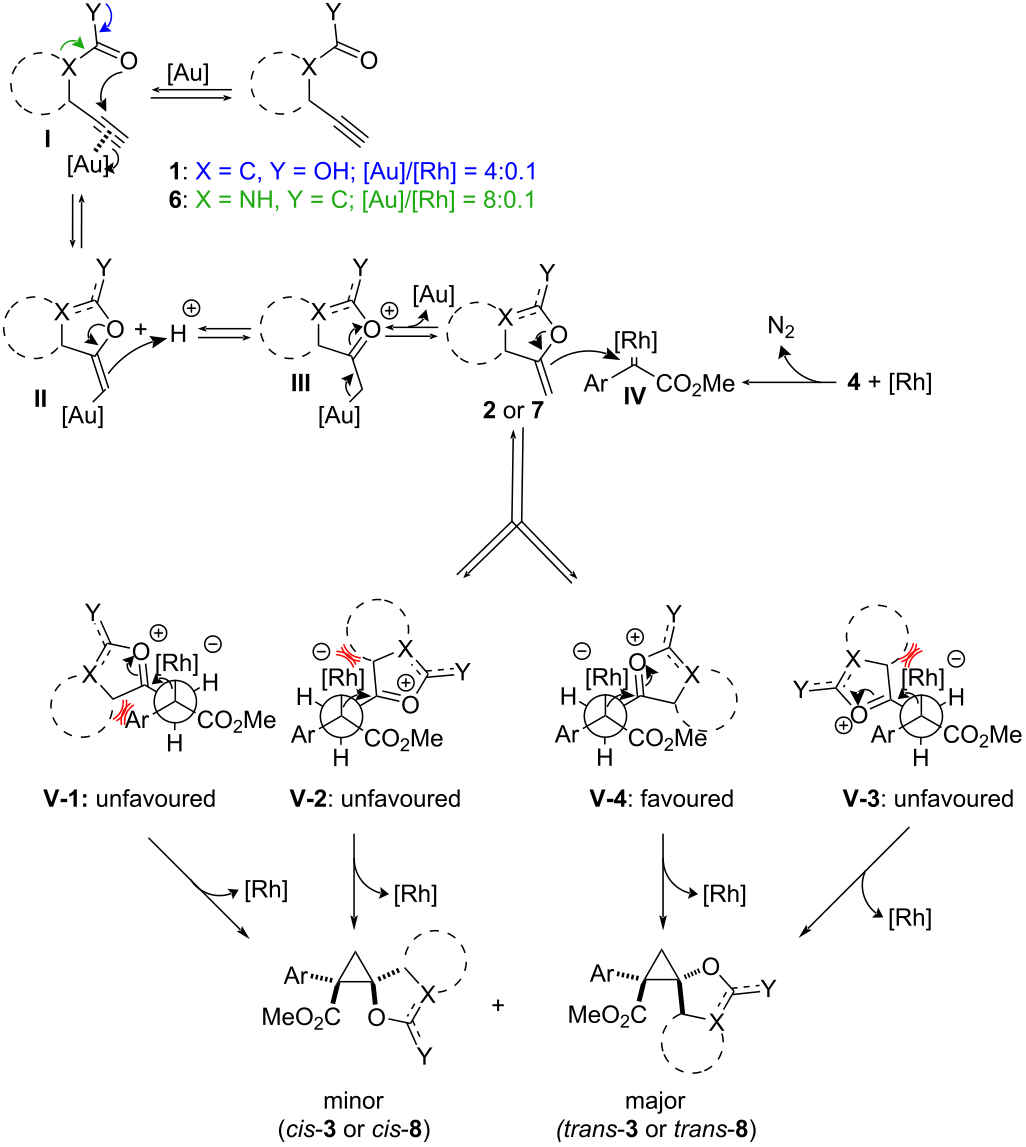 Y
X
O
I
[Au]
[Au]
Y
X
O
1: X = C, Y = OH; [Au]/[Rh] = 4:0.1
6: X = NH, Y = C; [Au]/[Rh] = 8:0.1
Y
X
O
II
[Au]
+ H ⊕
Y
X
O ⊕
III
[Au]
[Au]
Y
X
O
2 or 7
[Rh]
Ar
CO2Me
IV
N2
4 + [Rh]
Y
X
O ⊕
[Rh] ⊖
H
Ar
CO2Me
H
V-1: unfavoured
X
Y
O
⊕
⊖
[Rh]
H
Ar
CO2Me
H
V-2: unfavoured
Y
X
O
⊕
⊖
[Rh]
H
Ar
CO2Me
H
V-4: favoured
X
Y
O
⊕
[Rh] ⊖
H
Ar
CO2Me
H
V-3: unfavoured
[Rh]
[Rh]
[Rh]
[Rh]
Ar
MeO2C
O
X
Y
+
Ar
MeO2C
O
Y
X
minor
(cis-3 or cis-8)
major
(trans-3 or trans-8)